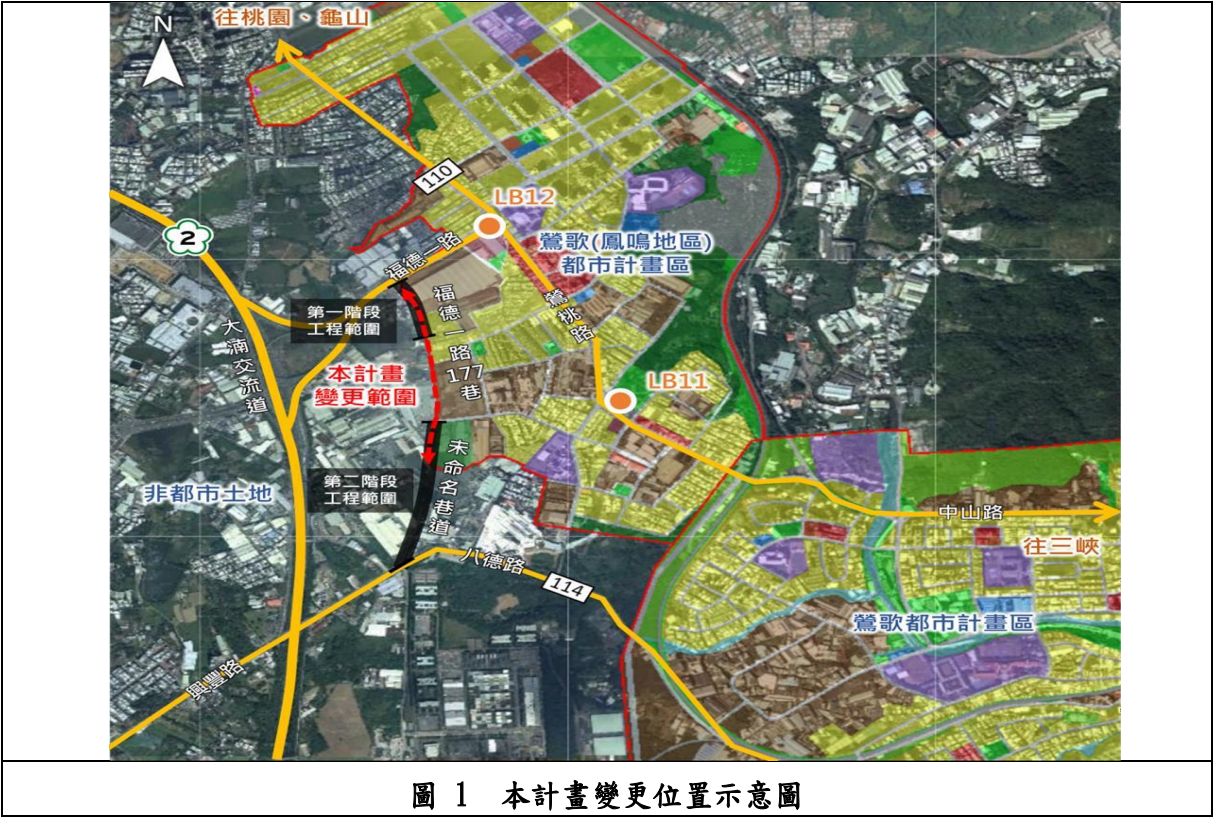 N
往桃園、龜山
110
LB12
2
鶯歌(鳳鳴地區)
都市計畫區
福德一路
第一階段
工程範圍
福德一路177巷
鶯桃路
大湳交流道
本計畫
變更範圍
LB11
未命名巷道
第二階段
工程範圍
非都市土地
中山路
往三峽
八德路
114
鶯歌都市計畫區
興豐路
圖 1 本計畫變更位置示意圖